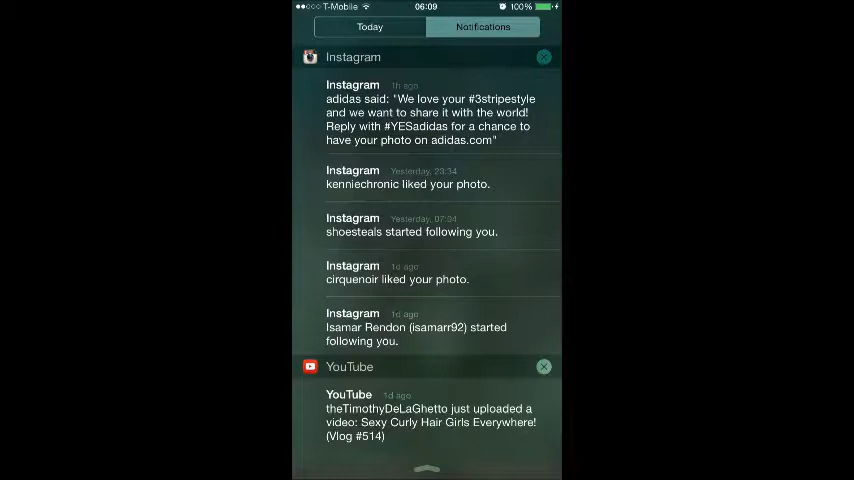 T-Mobile 06:09 100%
Today Notifications
Instagram
Instagram 1h ago
adidas said: "We love your #3stripestyle
and we want to share it with the world!
Reply with #YESadidas for a chance to
have your photo on adidas.com"
Instagram Yesterday, 23:34
kenniechronic liked your photo.
Instagram Yesterday, 07:04
shoesteals started following you.
Instagram 1d ago
cirquenoir liked your photo.
Instagram 1d ago
Isamar Rendon (isamarr92) started
following you.
YouTube
YouTube 1d ago
theTimothyDeLaGhetto just uploaded a
video: Sexy Curly Hair Girls Everywhere!
(Vlog #514)